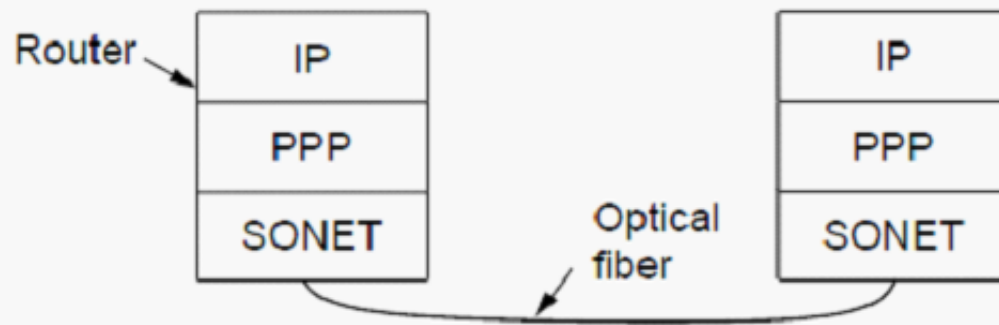 Router
IP
IP
PPP
PPP
SONET
Optical
fiber
SONET